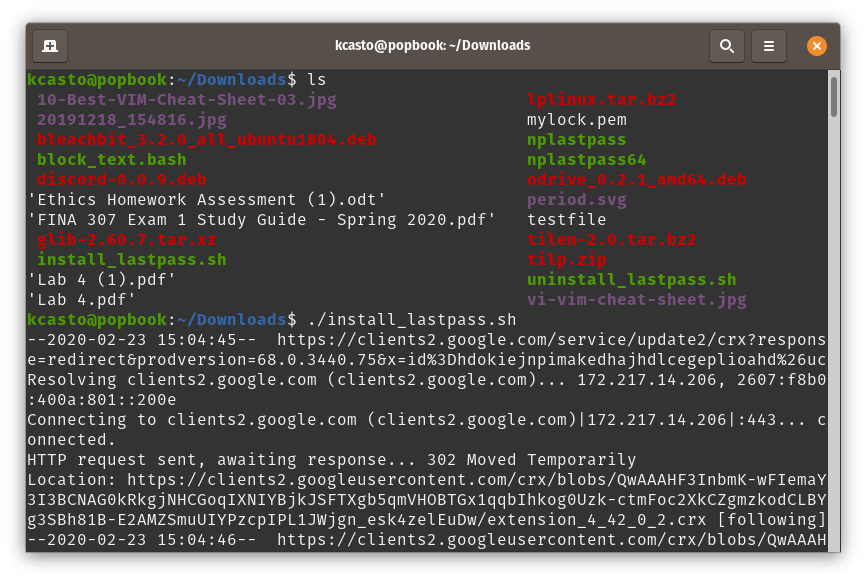 kcasto@popbook: ~/Downloads
kcasto@popbook:~/Downloads$ ls
10-Best-VIM-Cheat-Sheet-03.jpg lplinux.tar.bz2
20191218_154816.jpg mylock.pem
bleachbit_3.2.0_all_ubuntu1804.deb nplastpass
block_text.bash nplastpass64
discord-0.0.9.deb odrive_0.2.1_amd64.deb
'Ethics Homework Assessment (1).odt' period.svg
'FINA 307 Exam 1 Study Guide - Spring 2020.pdf' testfile
glib-2.60.7.tar.xz tilem-2.0.tar.bz2
install_lastpass.sh tilp.zip
'Lab 4 (1).pdf' uninstall_lastpass.sh
'Lab 4.pdf' vi-vim-cheat-sheet.jpg
kcasto@popbook:~/Downloads$ ./install_lastpass.sh
--2020-02-23 15:04:45-- https://clients2.google.com/service/update2/crx?respons
e=redirect&prodversion=68.0.3440.75&x=id%3Dhdokiejnpimakedhajhdlcegeplioahd%26uc
Resolving clients2.google.com (clients2.google.com)... 172.217.14.206, 2607:f8b0
:400a:801::200e
Connecting to clients2.google.com (clients2.google.com)|172.217.14.206|:443... c
onnected.
HTTP request sent, awaiting response... 302 Moved Temporarily
Location: https://clients2.googleusercontent.com/crx/blobs/QwAAAHF3InbmK-wFIemaY
3I3BCNAG0kRkgjNHCGoqIXNIYBjkJSFTXgb5qmVHOBTGx1qqbIhkog0Uzk-ctmFoc2XkCZgmzkodCLBY
g3SBh81B-E2AMZSmuUIYPzcpIPL1JWjgn_esk4zelEuDw/extension_4_42_0_2.crx [following]
--2020-02-23 15:04:46-- https://clients2.googleusercontent.com/crx/blobs/QwAAAH